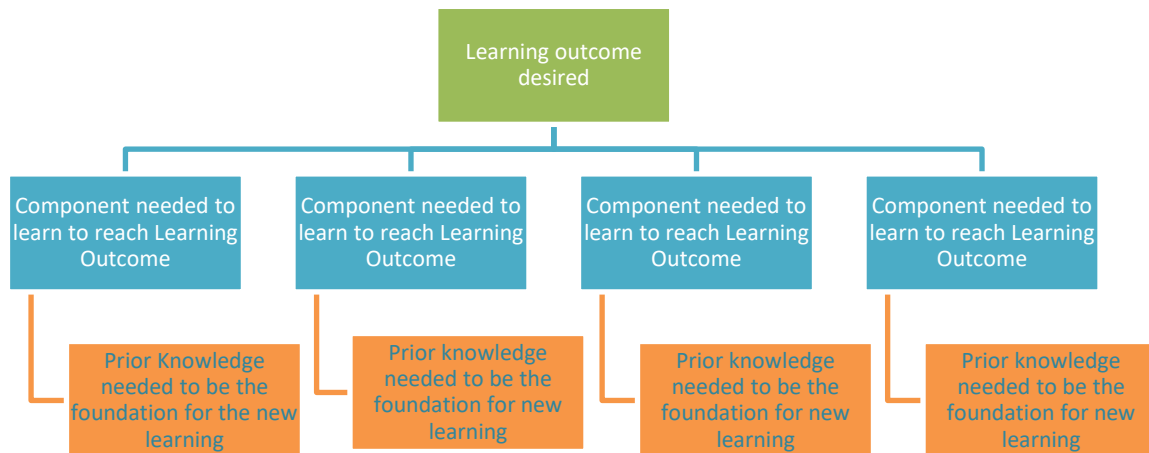 Learning outcome
desired
Component needed to
learn to reach Learning
Outcome
Component needed to
learn to reach Learning
Outcome
Component needed to
learn to reach Learning
Outcome
Component needed to
learn to reach Learning
Outcome
Prior Knowledge
needed to be the
foundation for the new
learning
Prior knowledge
needed to be the
foundation for new
learning
Prior knowledge
needed to be the
foundation for new
learning
Prior knowledge
needed to be the
foundation for new
learning